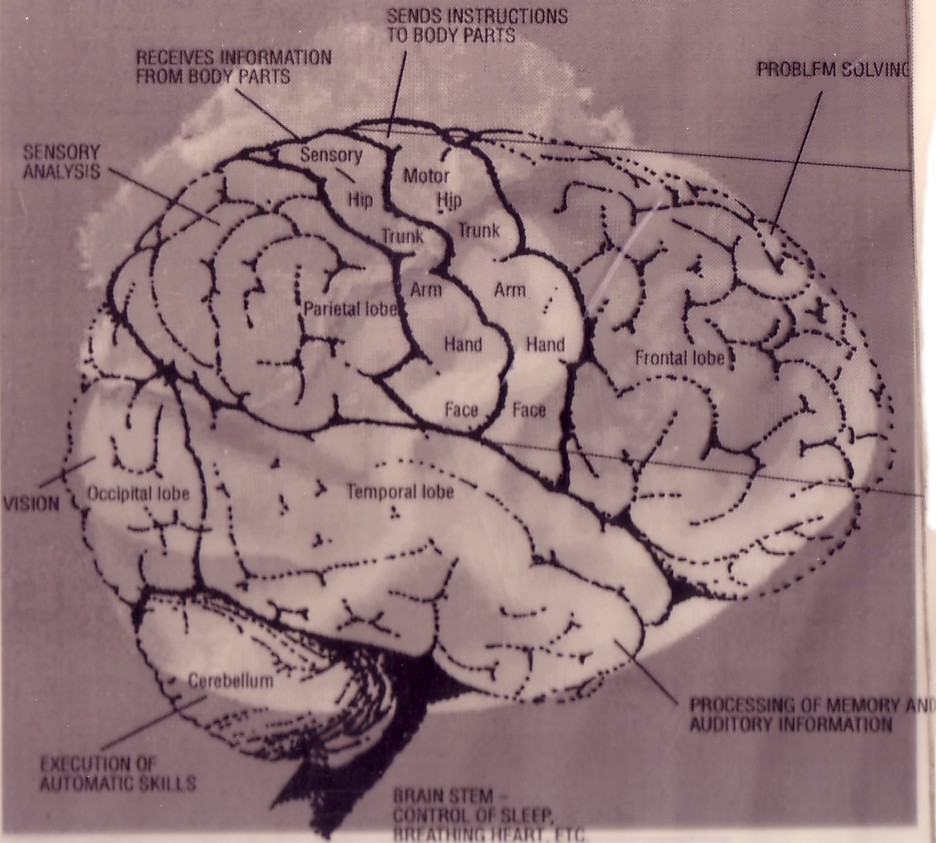 SENDS INSTRUCTIONS
TO BODY PARTS
RECEIVES INFORMATION
FROM BODY PARTS
PROBLEM SOLVING
SENSORY
ANALYSIS
Sensory
Motor
Hip
Hip
Trunk
Trunk
Arm
Arm
Parietal lobe
Hand
Hand
Frontal lobe
Face
Face
VISION
Occipital lobe
Temporal lobe
Cerebellum
PROCESSING OF MEMORY AND
AUDITORY INFORMATION
EXECUTION OF
AUTOMATIC SKILLS
BRAIN STEM –
CONTROL OF SLEEP,
BREATHING HEART, ETC.